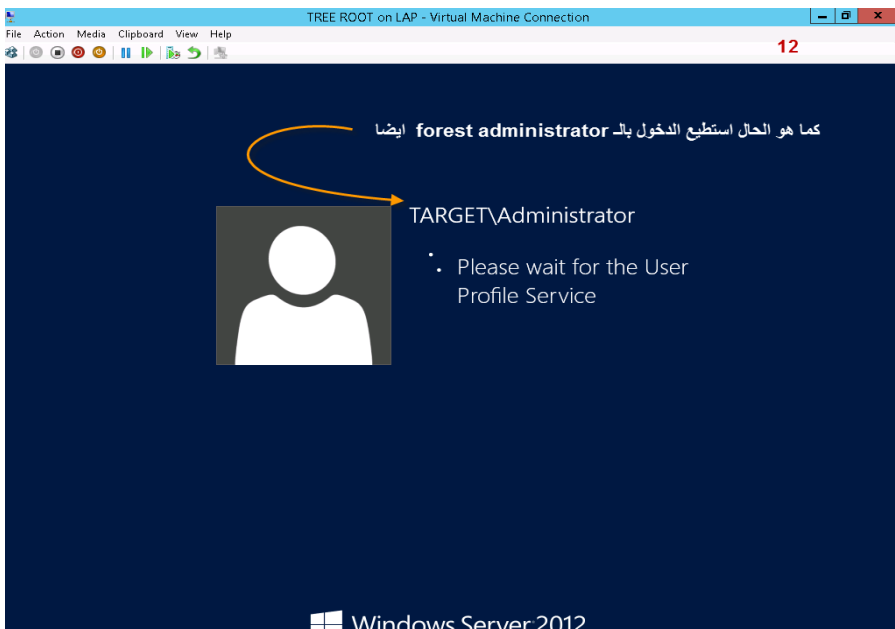 TREE ROOT on LAP - Virtual Machine Connection
File Action Media Clipboard View Help
12
كما هو الحال استطيع الدخول بالـ forest administrator ايضا
TARGET\Administrator
Please wait for the User
Profile Service
Windows Server 2012